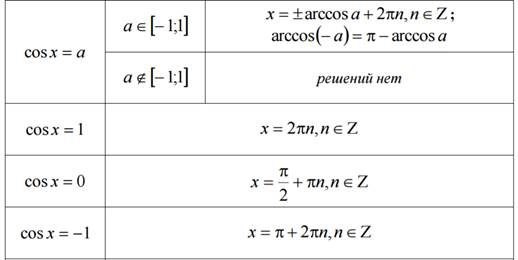 cos x = a
a ∈ [−1;1]
x = ±arccos a + 2πn, n ∈ Z;
arccos(−a) = π − arccos a
a ∉ [−1;1]
решений нет
cos x = 1
x = 2πn, n ∈ Z
cos x = 0
x = π/2 + πn, n ∈ Z
cos x = −1
x = π + 2πn, n ∈ Z